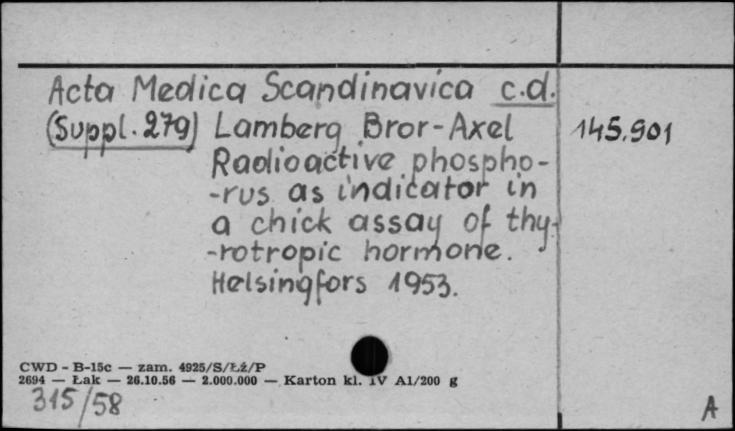 Acta Medica Scandinavica c.d.
(Suppl. 279) Lamberg Bror-Axel 145.901
Radioactive phospho-
-rus as indicator in
a chick assay of thy-
-rotropic hormone.
Helsingfors 1953.
CWD - B-15c — zam. 4925/S/Łź/P
2694 — Łak — 26.10.56 — 2.000.000 — Karton kl. IV A1/200 g
315/58
A